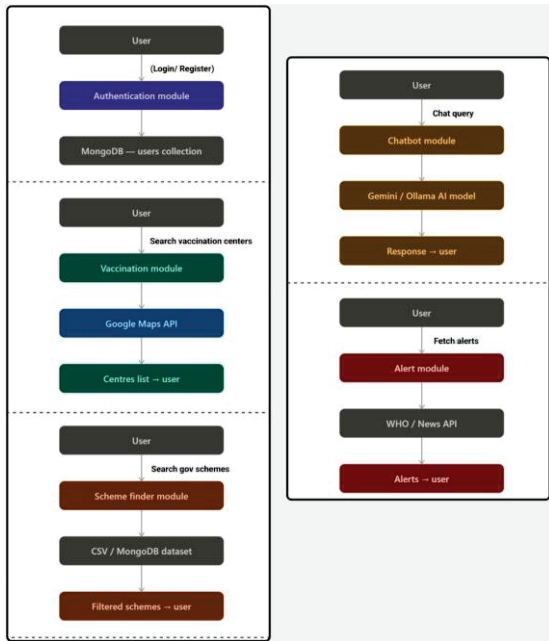 User
(Login/ Register)
Authentication module
MongoDB — users collection
User
Search vaccination centers
Vaccination module
Google Maps API
Centres list → user
User
Search gov schemes
Scheme finder module
CSV / MongoDB dataset
Filtered schemes → user
User
Chat query
Chatbot module
Gemini / Ollama AI model
Response → user
User
Fetch alerts
Alert module
WHO / News API
Alerts → user